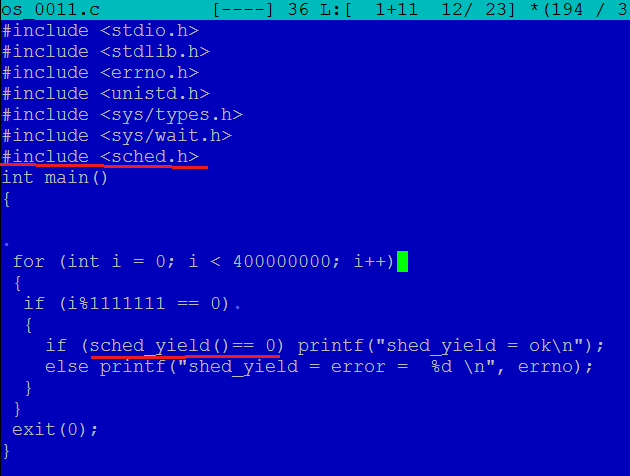 os_0011.c [----] 36 L:[ 1+11 12/ 23] *(194 / 3
#include <stdio.h>
#include <stdlib.h>
#include <errno.h>
#include <unistd.h>
#include <sys/types.h>
#include <sys/wait.h>
#include <sched.h>
int main()
{
.
for (int i = 0; i < 400000000; i++)
{
if (i%1111111 == 0).
{
if (sched_yield()== 0) printf("shed_yield = ok\n");
else printf("shed_yield = error =  %d \n", errno);
}
}
exit(0);
}